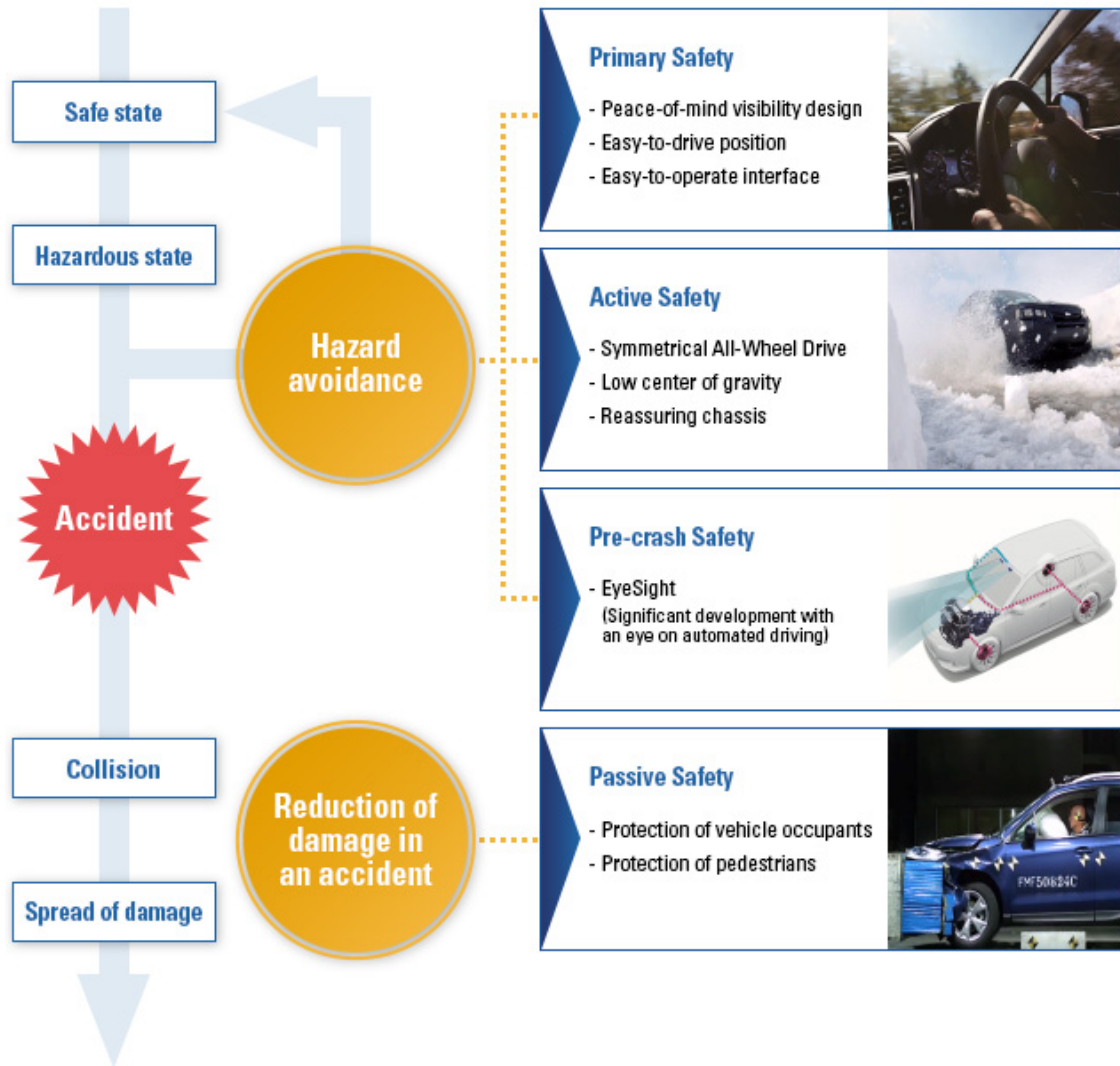 Safe state
Hazardous state
Hazard
avoidance
Accident
Collision
Reduction of
damage in
an accident
Spread of damage
Primary Safety
- Peace-of-mind visibility design
- Easy-to-drive position
- Easy-to-operate interface
Active Safety
- Symmetrical All-Wheel Drive
- Low center of gravity
- Reassuring chassis
Pre-crash Safety
- EyeSight
(Significant development with
an eye on automated driving)
Passive Safety
- Protection of vehicle occupants
- Protection of pedestrians
FMF50824C